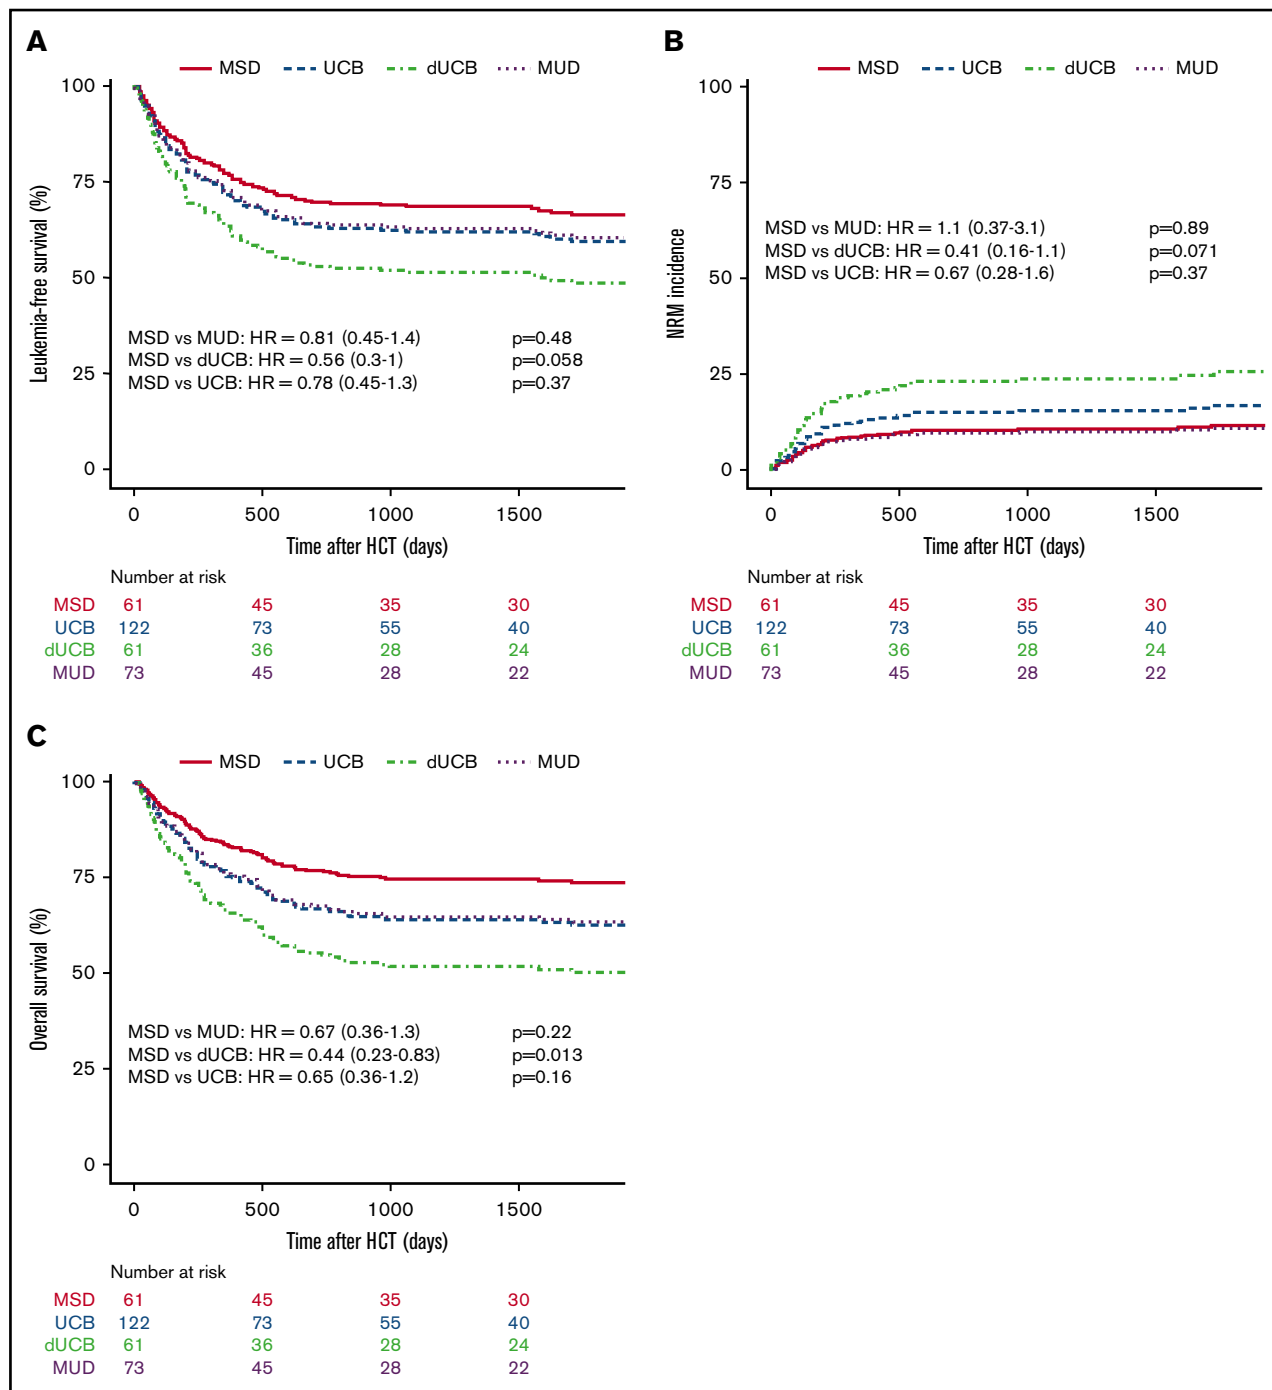 A
MSD UCB dUCB MUD
100
75
50
25
0
Leukemia-free survival (%)
MSD vs MUD: HR = 0.81 (0.45-1.4) p=0.48
MSD vs dUCB: HR = 0.56 (0.3-1) p=0.058
MSD vs UCB: HR = 0.78 (0.45-1.3) p=0.37
0 500 1000 1500
Time after HCT (days)
Number at risk
MSD 61 45 35 30
UCB 122 73 55 40
dUCB 61 36 28 24
MUD 73 45 28 22
B
MSD UCB dUCB MUD
100
75
50
25
0
NRM incidence
MSD vs MUD: HR = 1.1 (0.37-3.1) p=0.89
MSD vs dUCB: HR = 0.41 (0.16-1.1) p=0.071
MSD vs UCB: HR = 0.67 (0.28-1.6) p=0.37
0 500 1000 1500
Time after HCT (days)
Number at risk
MSD 61 45 35 30
UCB 122 73 55 40
dUCB 61 36 28 24
MUD 73 45 28 22
C
MSD UCB dUCB MUD
100
75
50
25
0
Overall survival (%)
MSD vs MUD: HR = 0.67 (0.36-1.3) p=0.22
MSD vs dUCB: HR = 0.44 (0.23-0.83) p=0.013
MSD vs UCB: HR = 0.65 (0.36-1.2) p=0.16
0 500 1000 1500
Time after HCT (days)
Number at risk
MSD 61 45 35 30
UCB 122 73 55 40
dUCB 61 36 28 24
MUD 73 45 28 22